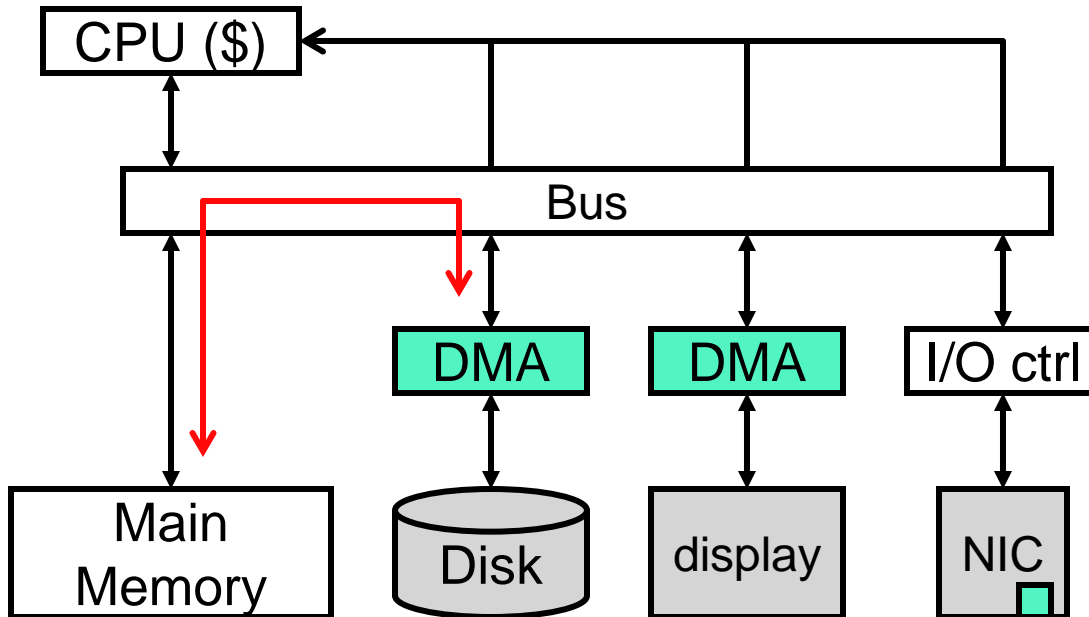 CPU ($)
Bus
DMA
DMA
I/O ctrl
Main
Memory
Disk
display
NIC